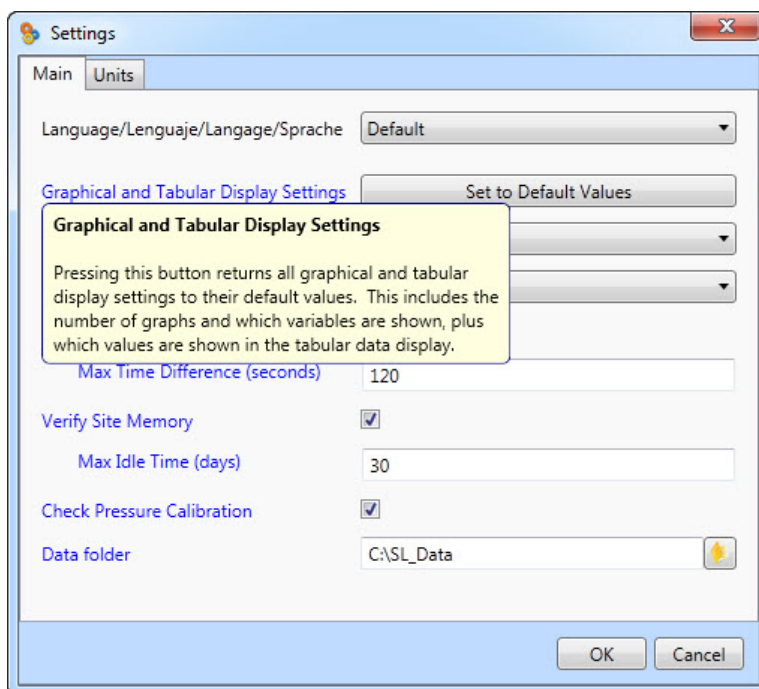 Settings
Main Units
Language/Lenguaje/Langage/Sprache Default
Graphical and Tabular Display Settings Set to Default Values
Graphical and Tabular Display Settings
Pressing this button returns all graphical and tabular
display settings to their default values. This includes the
number of graphs and which variables are shown, plus
which values are shown in the tabular data display.
Max Time Difference (seconds) 120
Verify Site Memory
Max Idle Time (days) 30
Check Pressure Calibration
Data folder C:\SL_Data
OK Cancel